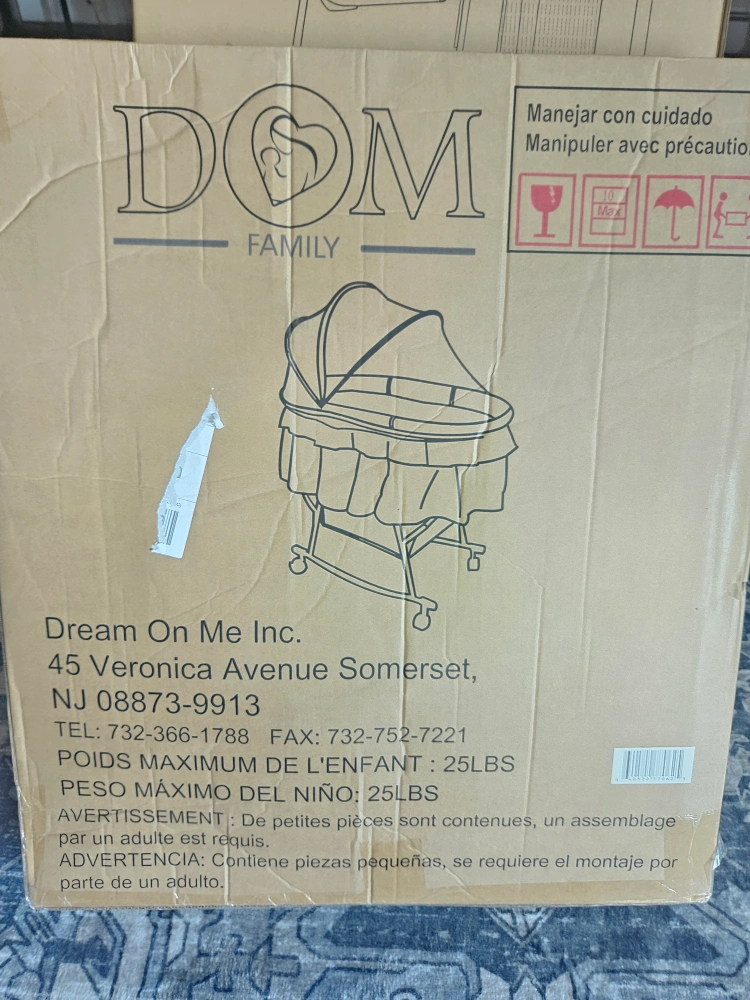 DOM
FAMILY
Manejar con cuidado
Manipuler avec précautio
10
Max
Dream On Me Inc.
45 Veronica Avenue Somerset,
NJ 08873-9913
TEL: 732-366-1788 FAX: 732-752-7221
POIDS MAXIMUM DE L'ENFANT : 25LBS
PESO MÁXIMO DEL NIÑO: 25LBS
AVERTISSEMENT : De petites pièces sont contenues, un assemblage
par un adulte est requis.
ADVERTENCIA: Contiene piezas pequeñas, se requiere el montaje por
parte de un adulto.